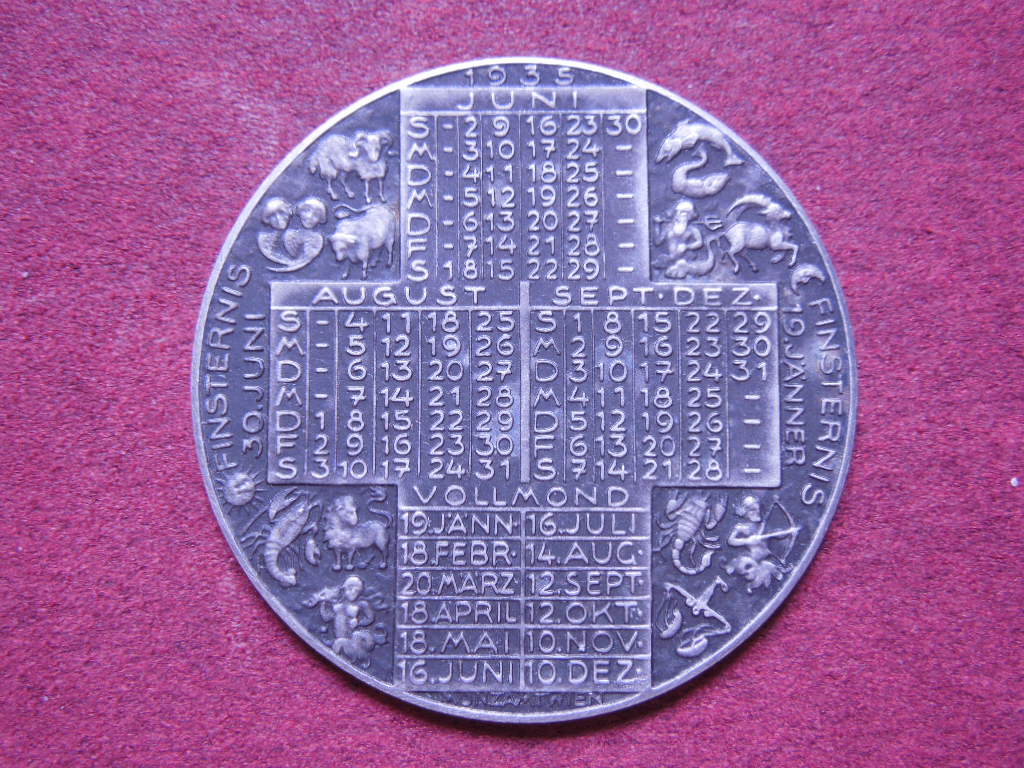 1935
JUNI
S - 2 9 16 23 30
M - 3 10 17 24 -
D - 4 11 18 25 -
M - 5 12 19 26 -
D - 6 13 20 27 -
F - 7 14 21 28 -
S 1 8 15 22 29 -
AUGUST
S - 4 11 18 25
M - 5 12 19 26
D - 6 13 20 27
M - 7 14 21 28
D 1 8 15 22 29
F 2 9 16 23 30
S 3 10 17 24 31
SEPT·DEZ·
S 1 8 15 22 29
M 2 9 16 23 30
D 3 10 17 24 31
M 4 11 18 25 -
D 5 12 19 26 -
F 6 13 20 27 -
S 7 14 21 28 -
FINSTERNIS
30.JUNI
FINSTERNIS
19.JÄNNER
VOLLMOND
19.JÄNN· 16.JULI
18.FEBR· 14.AUG·
20.MÄRZ 12.SEPT
18.APRIL 12.OKT·
18.MAI 10.NOV·
16.JUNI 10.DEZ·
MÜNZAMT WIEN